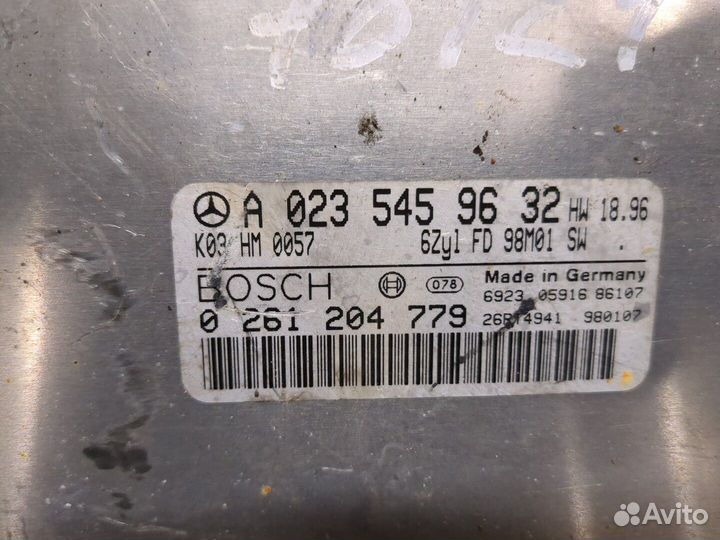 A 023 545 96 32 HW 18.96
K03 HM 0057 6Zyl FD 98M01 SW .
BOSCH 078 Made in Germany
6923 05916 86107
0 261 204 779 26RT4941 980107
Avito